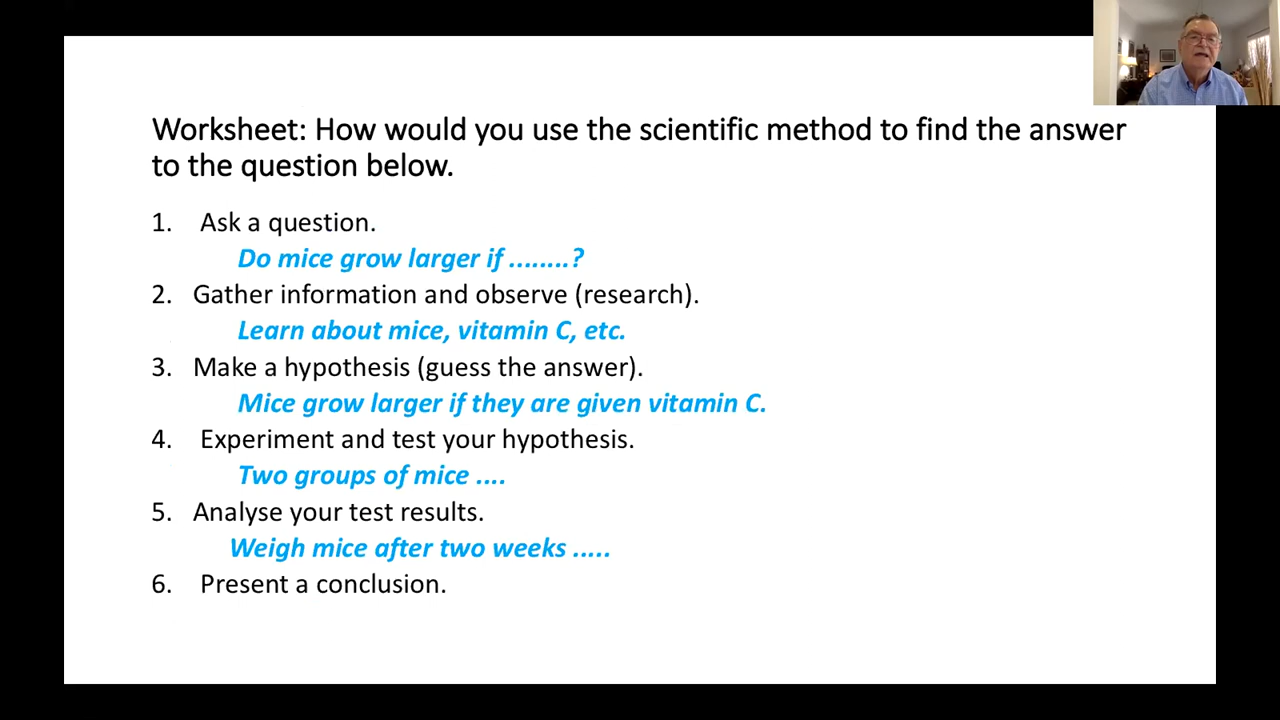 Worksheet: How would you use the scientific method to find the answer
to the question below.
1. Ask a question.
Do mice grow larger if ........?
2. Gather information and observe (research).
Learn about mice, vitamin C, etc.
3. Make a hypothesis (guess the answer).
Mice grow larger if they are given vitamin C.
4. Experiment and test your hypothesis.
Two groups of mice ....
5. Analyse your test results.
Weigh mice after two weeks .....
6. Present a conclusion.